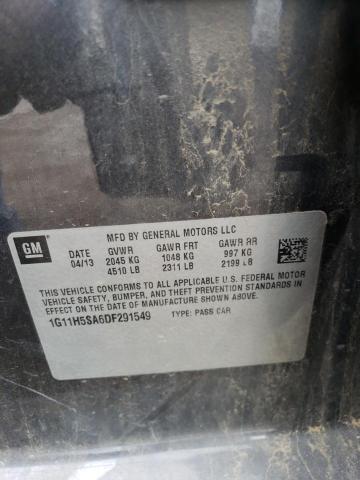 GM
MFD BY GENERAL MOTORS LLC
DATE GVWR GAWR FRT GAWR RR
04/13 2045 KG 1048 KG 997 KG
4510 LB 2311 LB 2199 LB
THIS VEHICLE CONFORMS TO ALL APPLICABLE U.S. FEDERAL MOTOR
VEHICLE SAFETY, BUMPER, AND THEFT PREVENTION STANDARDS IN
EFFECT ON THE DATE OF MANUFACTURE SHOWN ABOVE.
1G11H5SA6DF291549 TYPE: PASS CAR